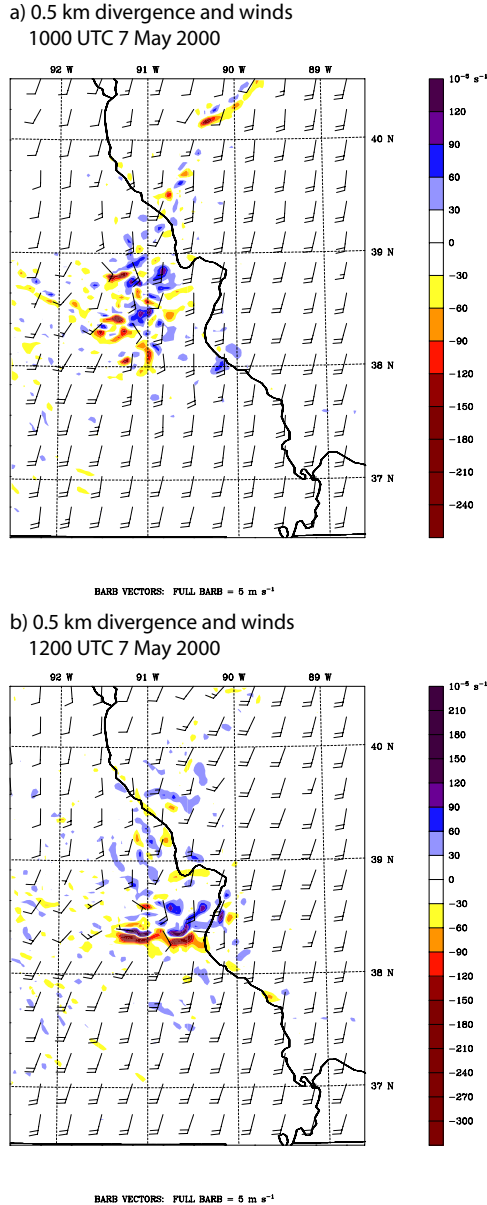 a) 0.5 km divergence and winds
1000 UTC 7 May 2000
92 W 91 W 90 W 89 W
10⁻⁵ s⁻¹
120
90
60
30
0
-30
-60
-90
-120
-150
-180
-210
-240
40 N
39 N
38 N
37 N
BARB VECTORS: FULL BARB = 5 m s⁻¹
b) 0.5 km divergence and winds
1200 UTC 7 May 2000
92 W 91 W 90 W 89 W
10⁻⁵ s⁻¹
210
180
150
120
90
60
30
0
-30
-60
-90
-120
-150
-180
-210
-240
-270
-300
40 N
39 N
38 N
37 N
BARB VECTORS: FULL BARB = 5 m s⁻¹